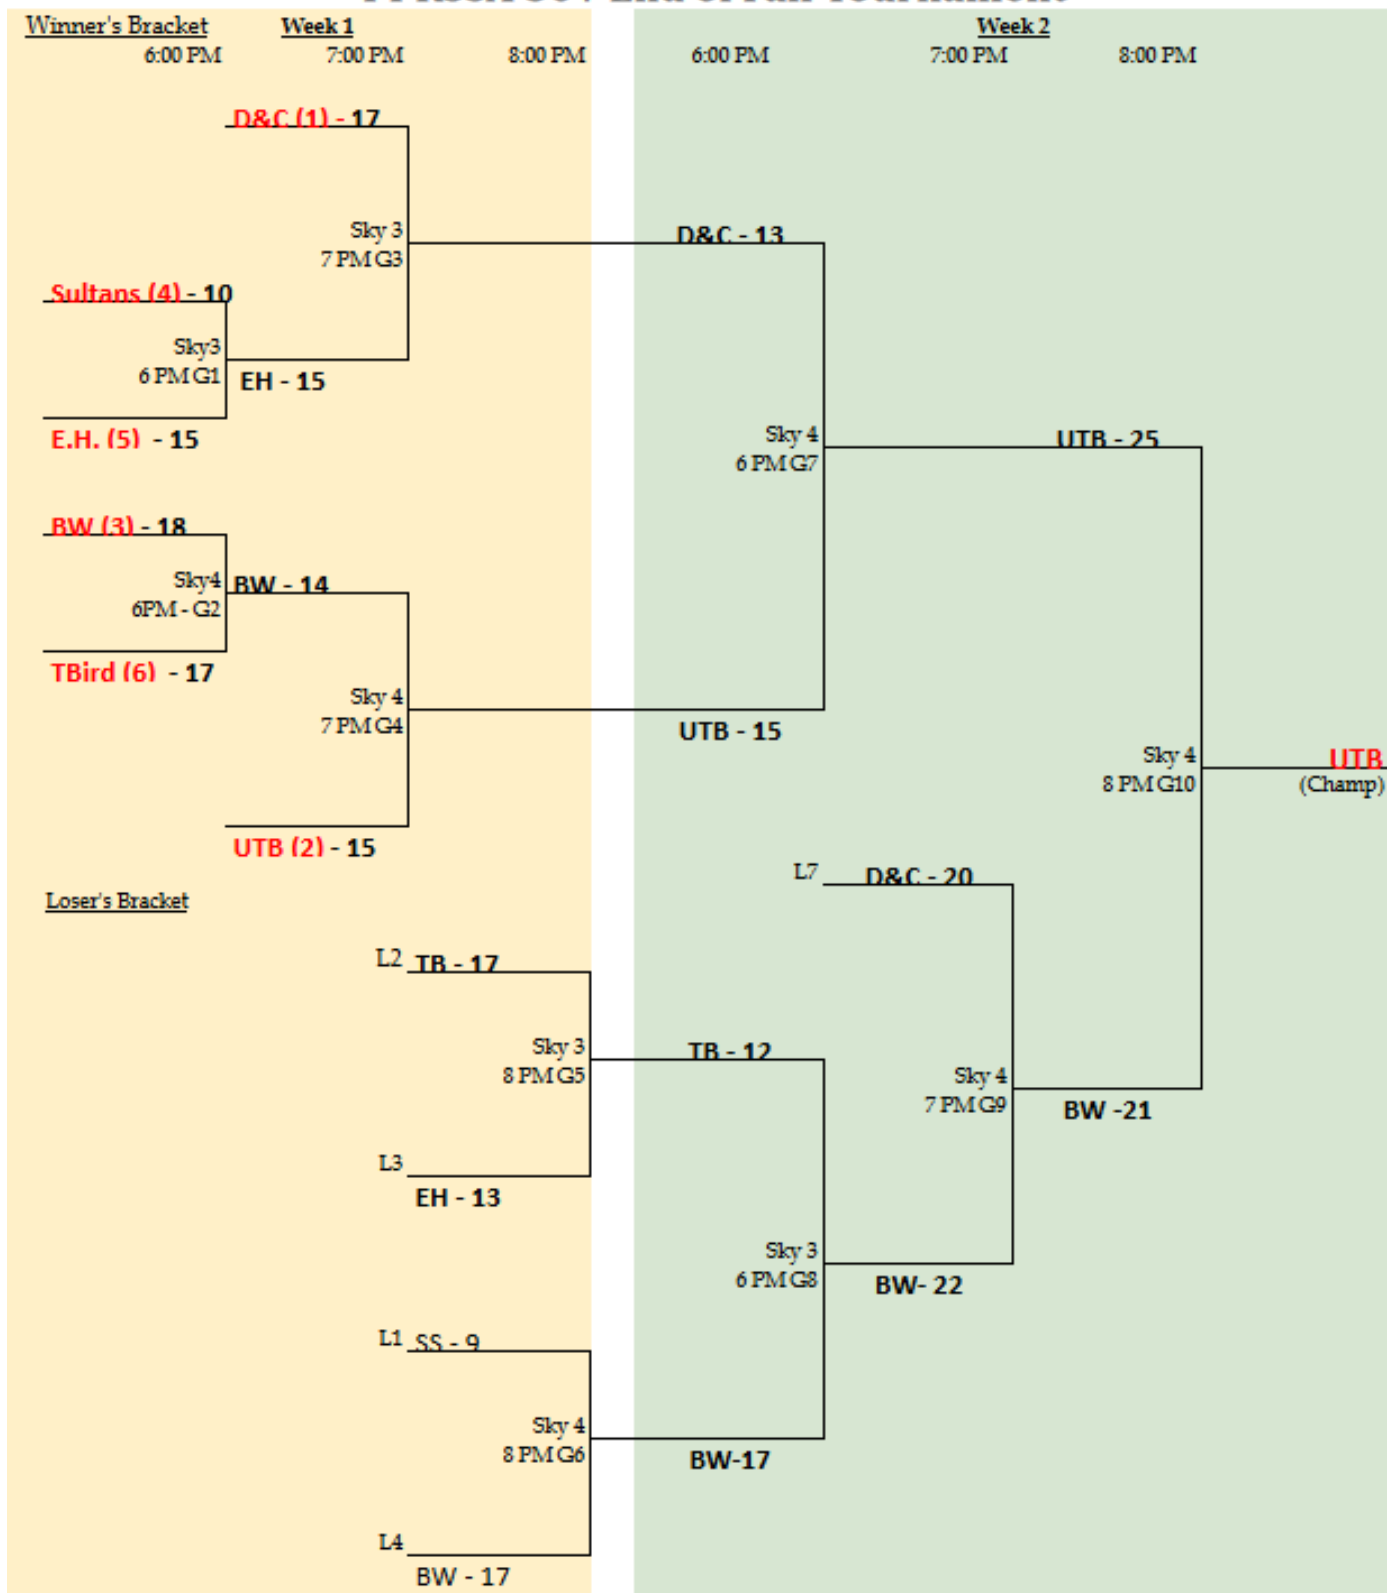 Winner's Bracket Week 1 Week 2
6:00 PM 7:00 PM 8:00 PM 6:00 PM 7:00 PM 8:00 PM
D&C (1) - 17
Sky 3
7 PM G3
D&C - 13
Sultans (4) - 10
Sky3
6 PM G1
EH - 15
E.H. (5) - 15
Sky 4
6 PM G7
UTB - 25
BW (3) - 18
Sky4
6PM - G2
BW - 14
TBird (6) - 17
Sky 4
7 PM G4
UTB - 15
Sky 4
8 PM G10
UTB
(Champ)
UTB (2) - 15
L7 D&C - 20
Loser's Bracket
L2 TB - 17
Sky 3
8 PM G5
TB - 12
Sky 4
7 PM G9
BW -21
L3
EH - 13
Sky 3
6 PM G8
BW- 22
L1 SS - 9
Sky 4
8 PM G6
BW-17
L4
BW - 17